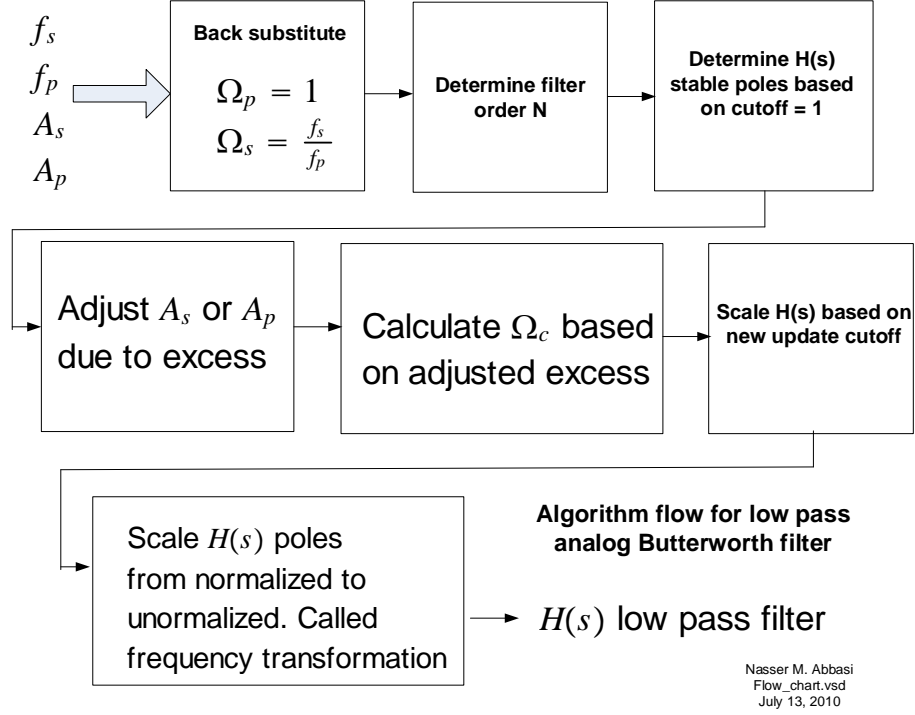 f_s
f_p
A_s
A_p
Back substitute
Ω_p = 1
Ω_s = f_s/f_p
Determine filter
order N
Determine H(s)
stable poles based
on cutoff = 1
Adjust A_s or A_p
due to excess
Calculate Ω_c based
on adjusted excess
Scale H(s) based on
new update cutoff
Scale H(s) poles
from normalized to
unormalized. Called
frequency transformation
Algorithm flow for low pass
analog Butterworth filter
H(s) low pass filter
Nasser M. Abbasi
Flow_chart.vsd
July 13, 2010